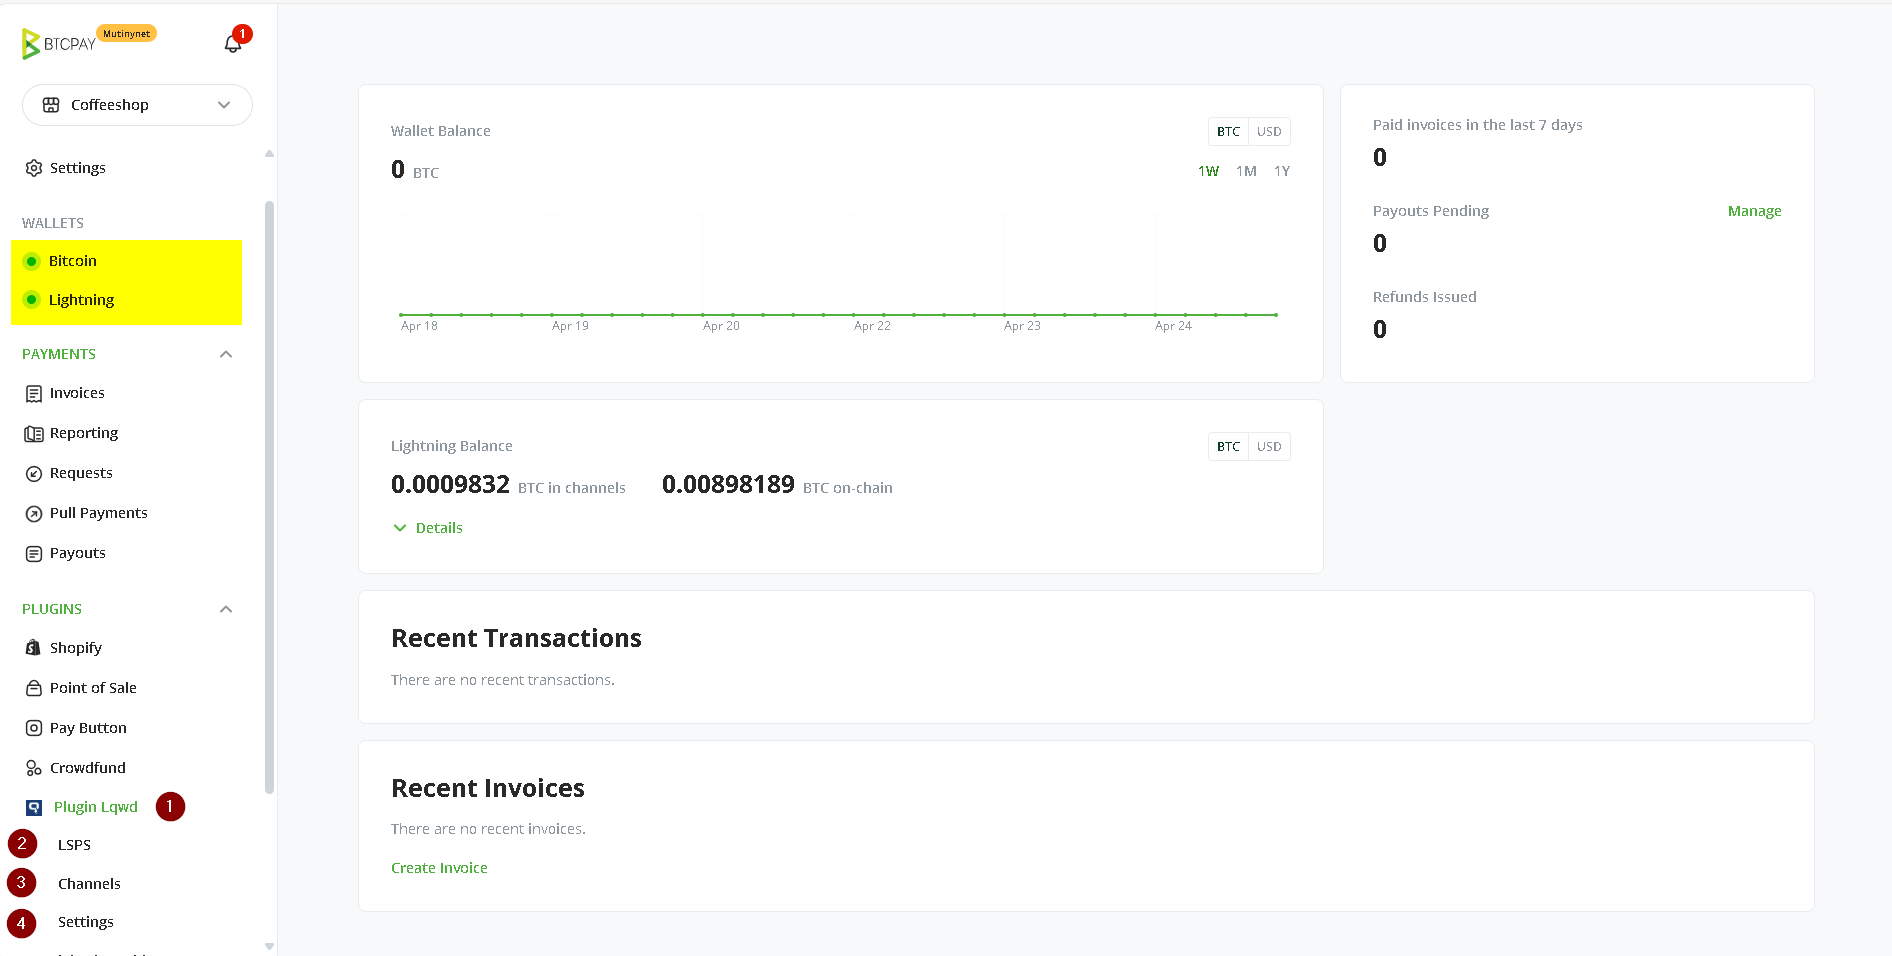 BTCPAY Mutinynet 1
Coffeeshop
Settings
WALLETS
Bitcoin
Lightning
PAYMENTS
Invoices
Reporting
Requests
Pull Payments
Payouts
PLUGINS
Shopify
Point of Sale
Pay Button
Crowdfund
Plugin Lqwd 1
2 LSPS
3 Channels
4 Settings
Wallet Balance
BTC USD
0 BTC
1W 1M 1Y
Apr 18 Apr 19 Apr 20 Apr 22 Apr 23 Apr 24
Paid invoices in the last 7 days
0
Payouts Pending Manage
0
Refunds Issued
0
Lightning Balance
BTC USD
0.0009832 BTC in channels 0.00898189 BTC on-chain
Details
Recent Transactions
There are no recent transactions.
Recent Invoices
There are no recent invoices.
Create Invoice